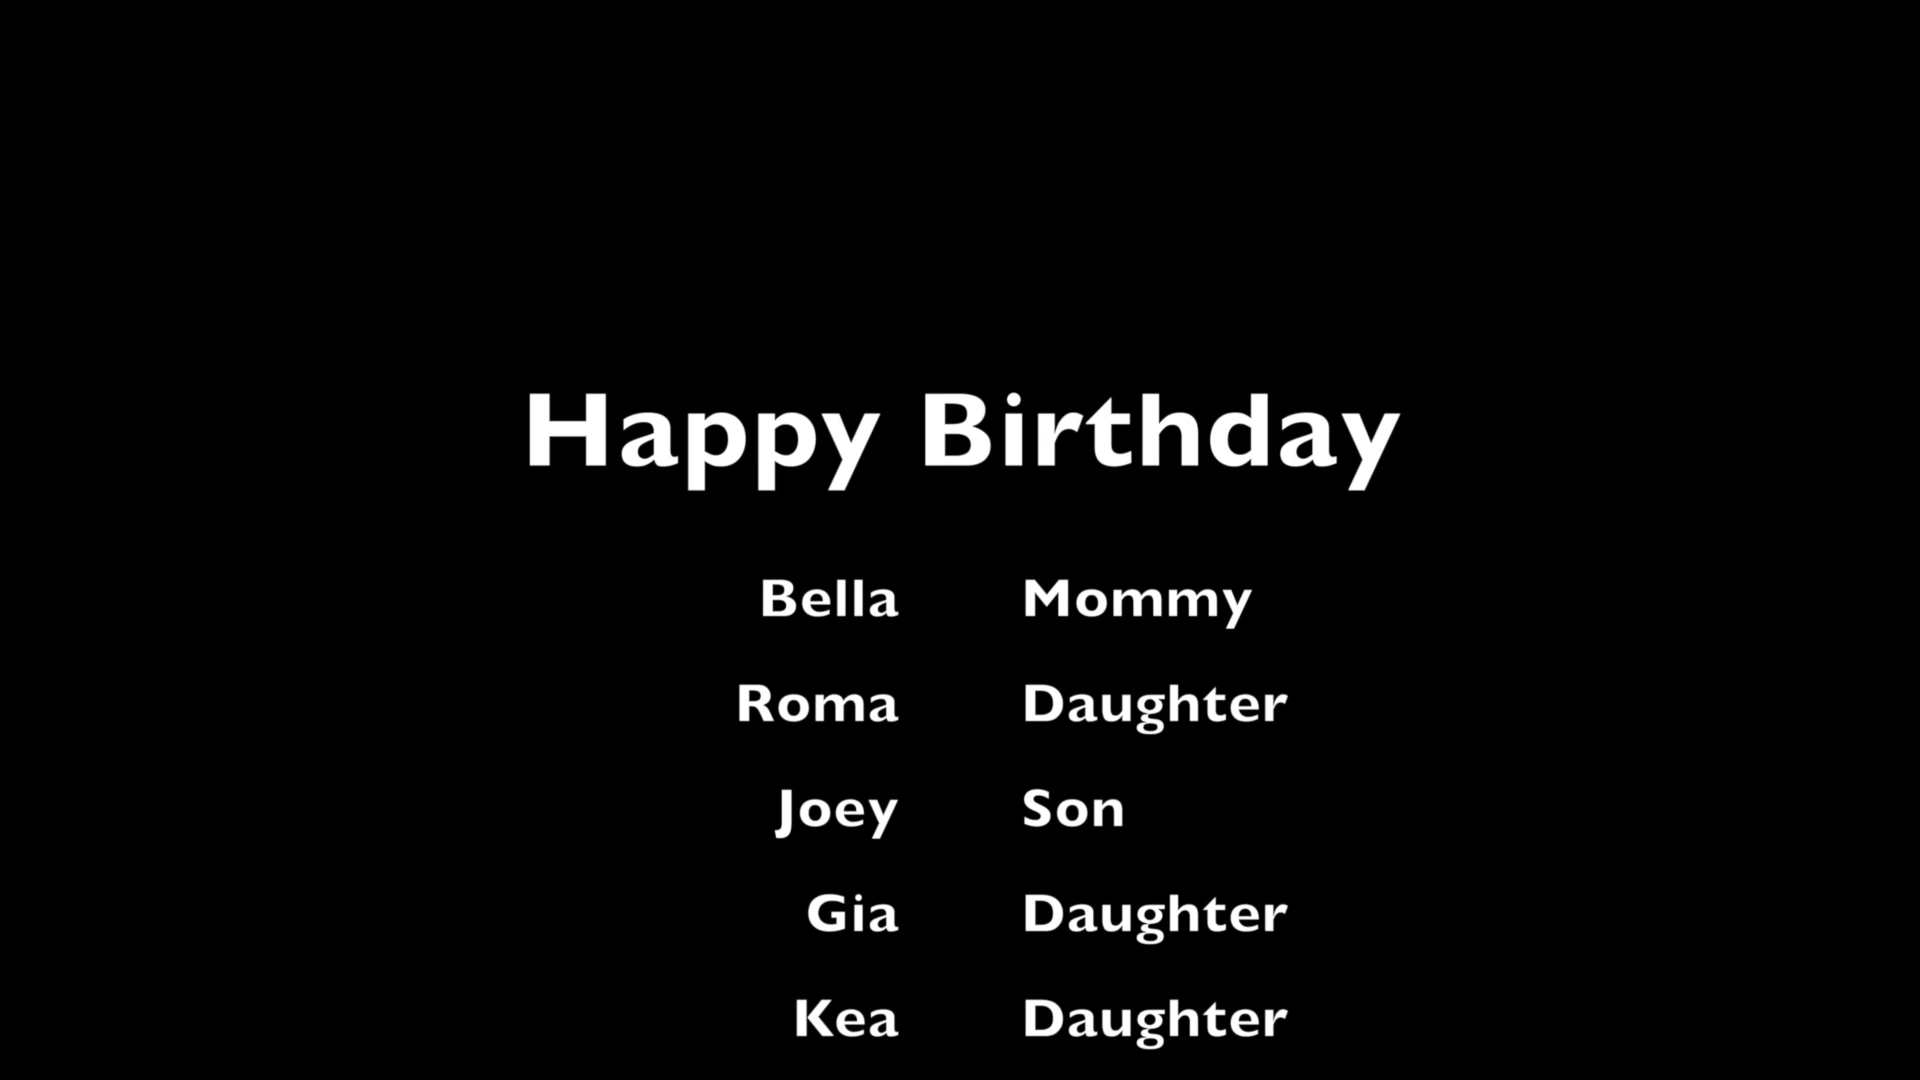 Happy Birthday
Bella Mommy
Roma Daughter
Joey Son
Gia Daughter
Kea Daughter